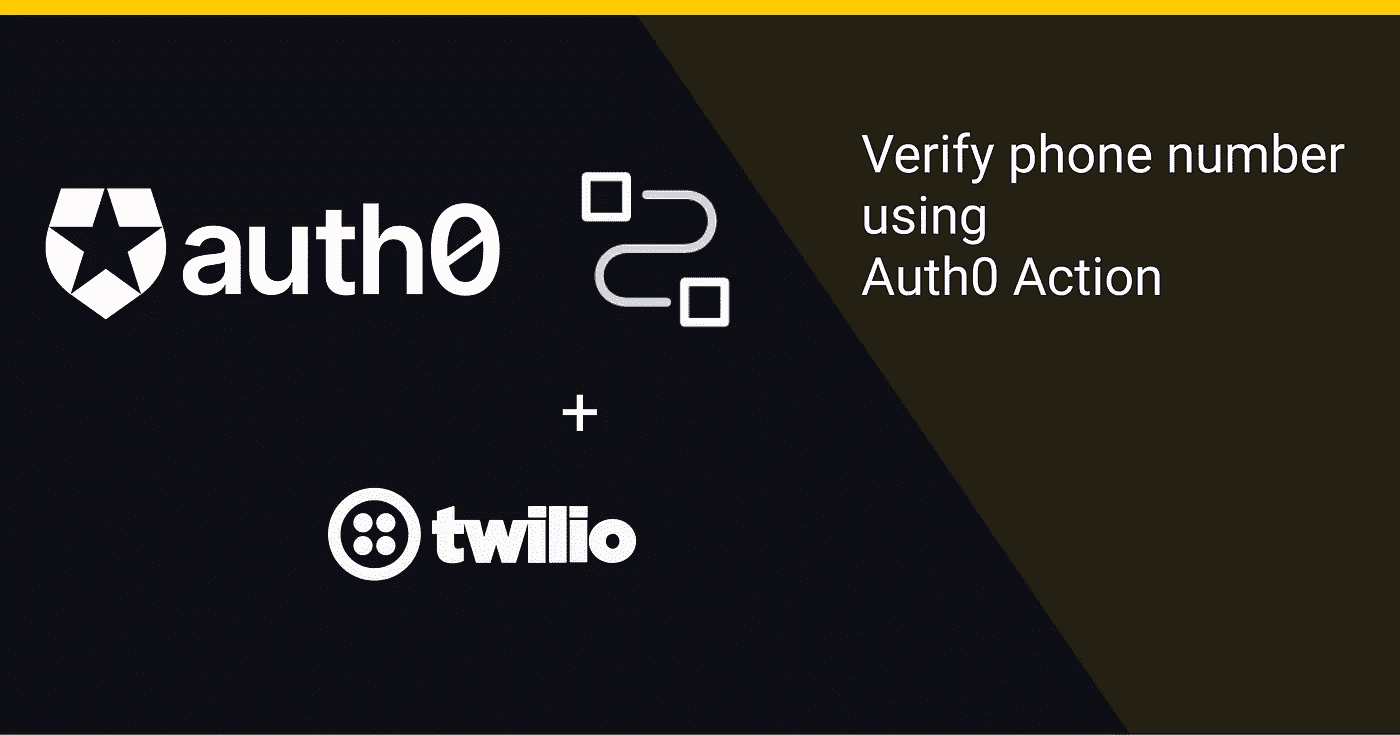 auth0
+
twilio
Verify phone number
using
Auth0 Action